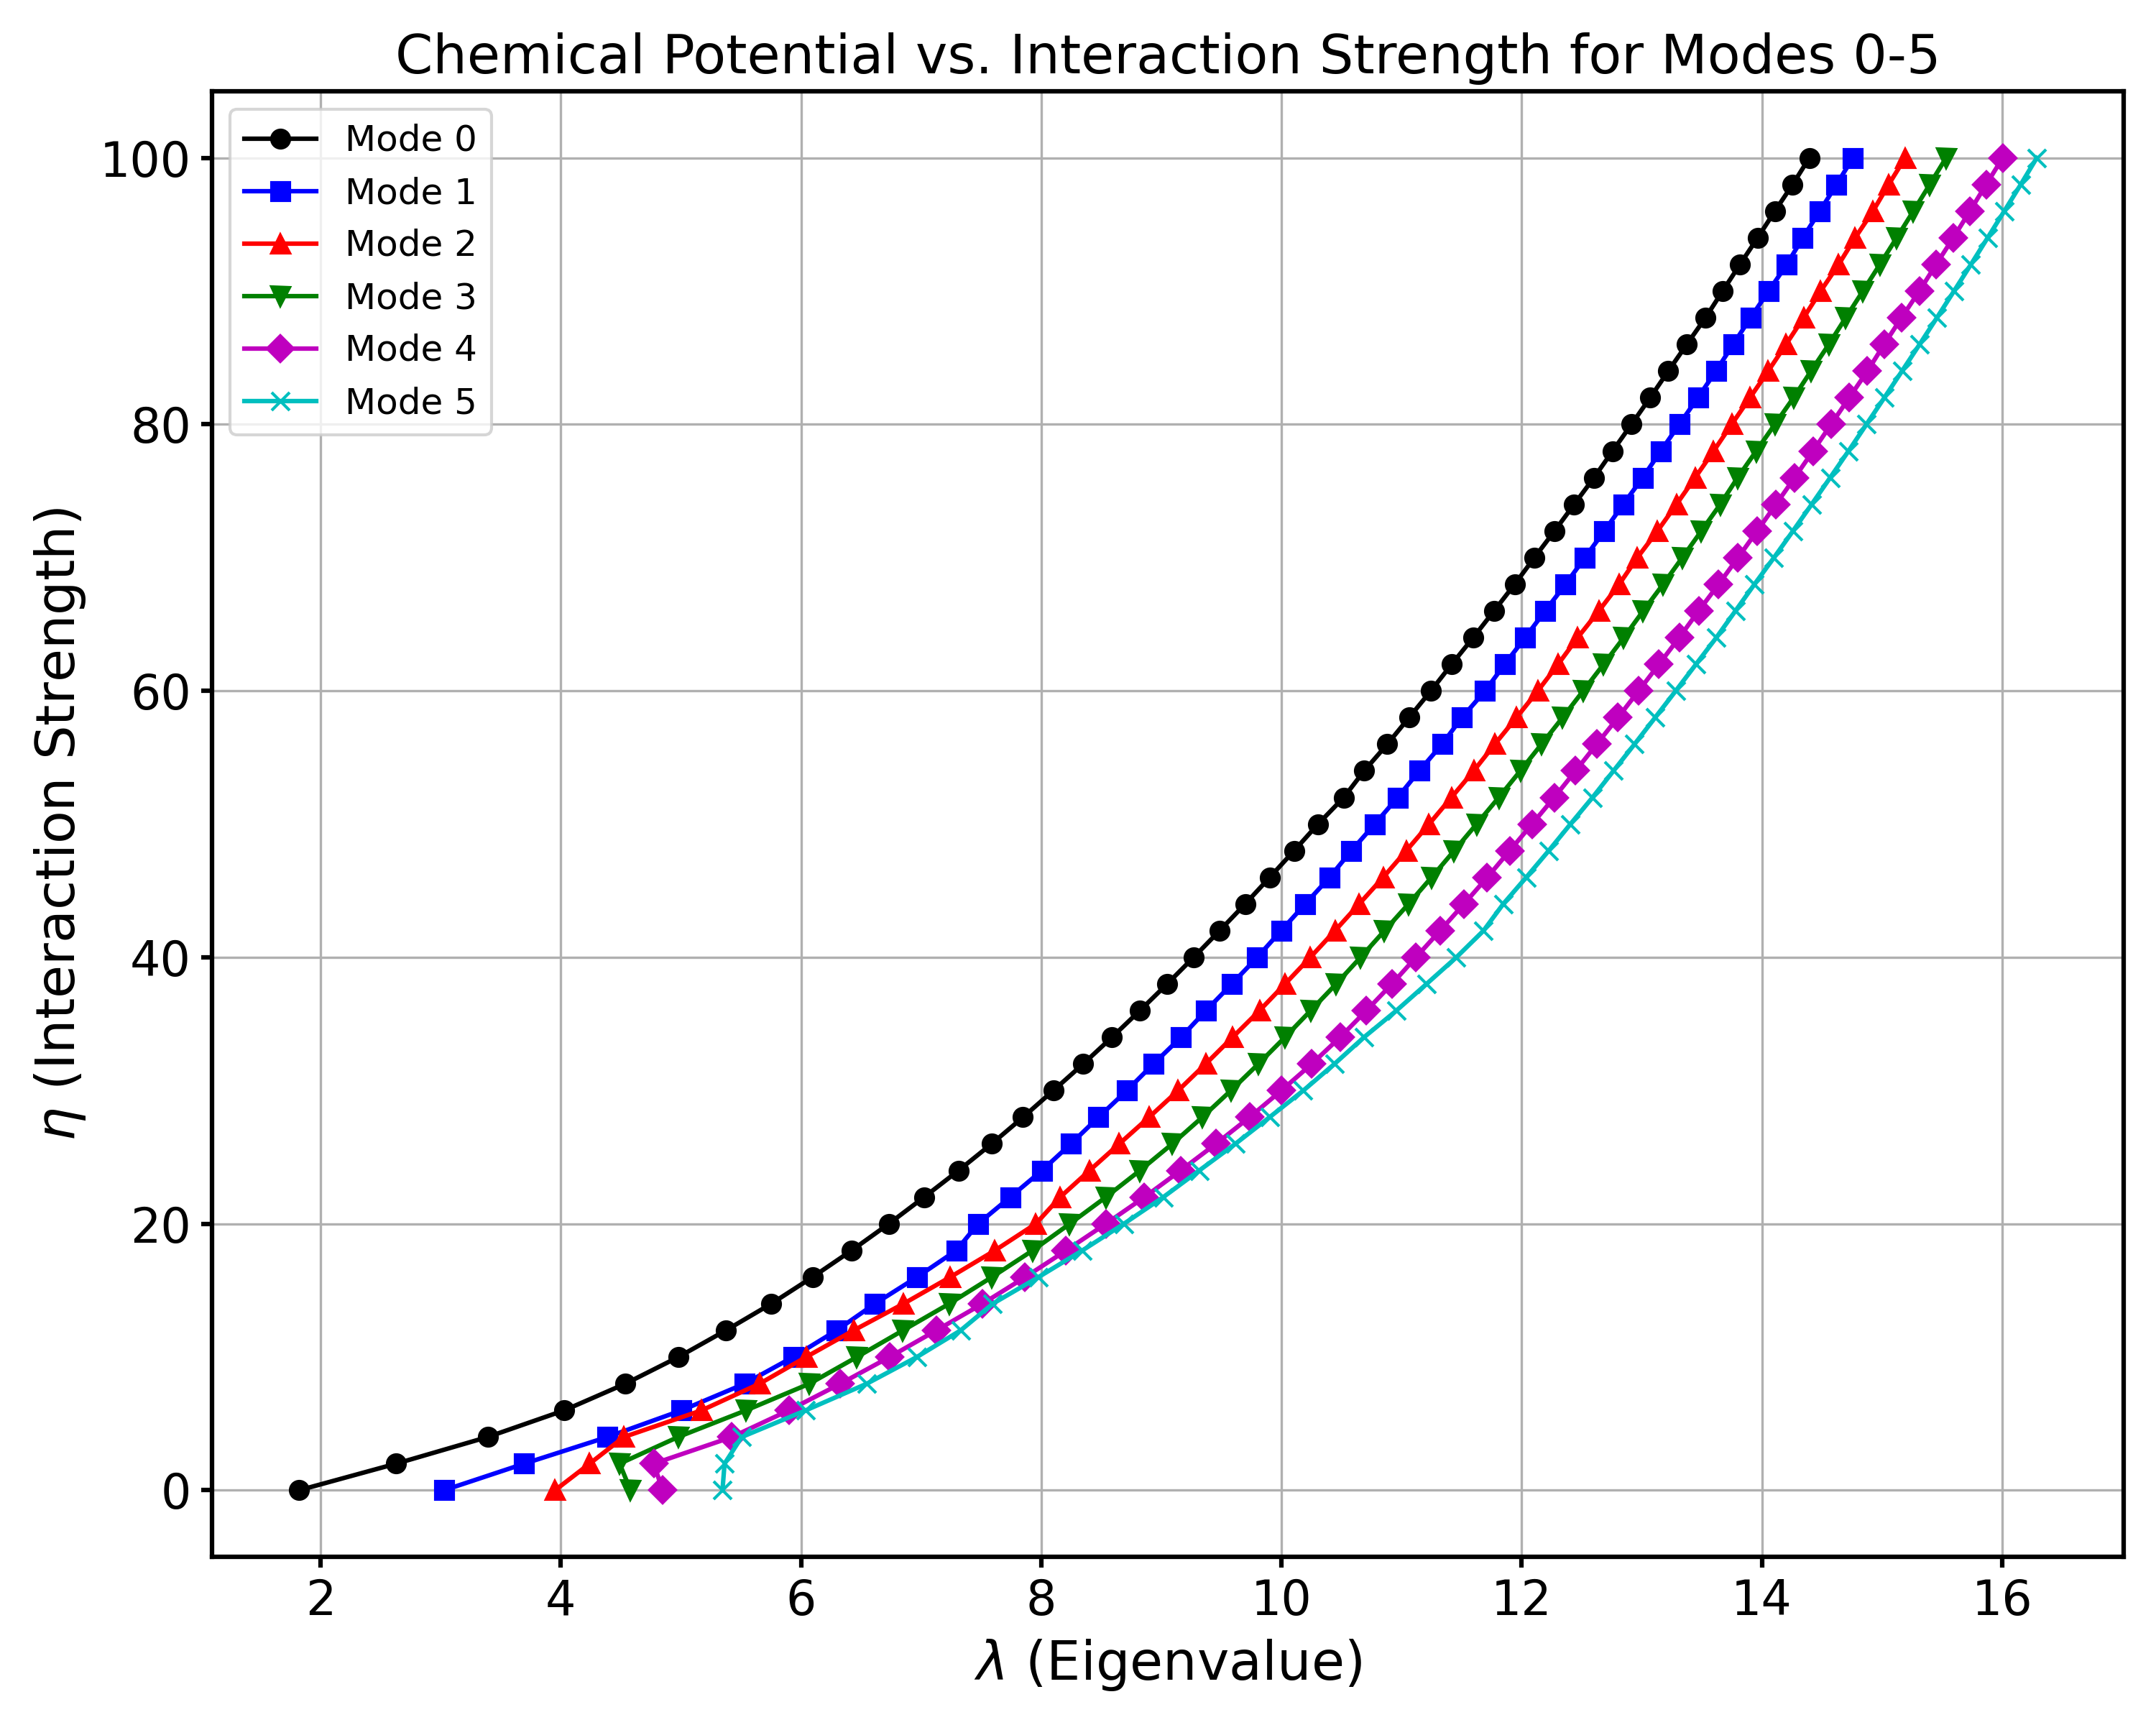 Chemical Potential vs. Interaction Strength for Modes 0-5
Mode 0
Mode 1
Mode 2
Mode 3
Mode 4
Mode 5
100
80
60
40
20
0
η (Interaction Strength)
2 4 6 8 10 12 14 16
λ (Eigenvalue)